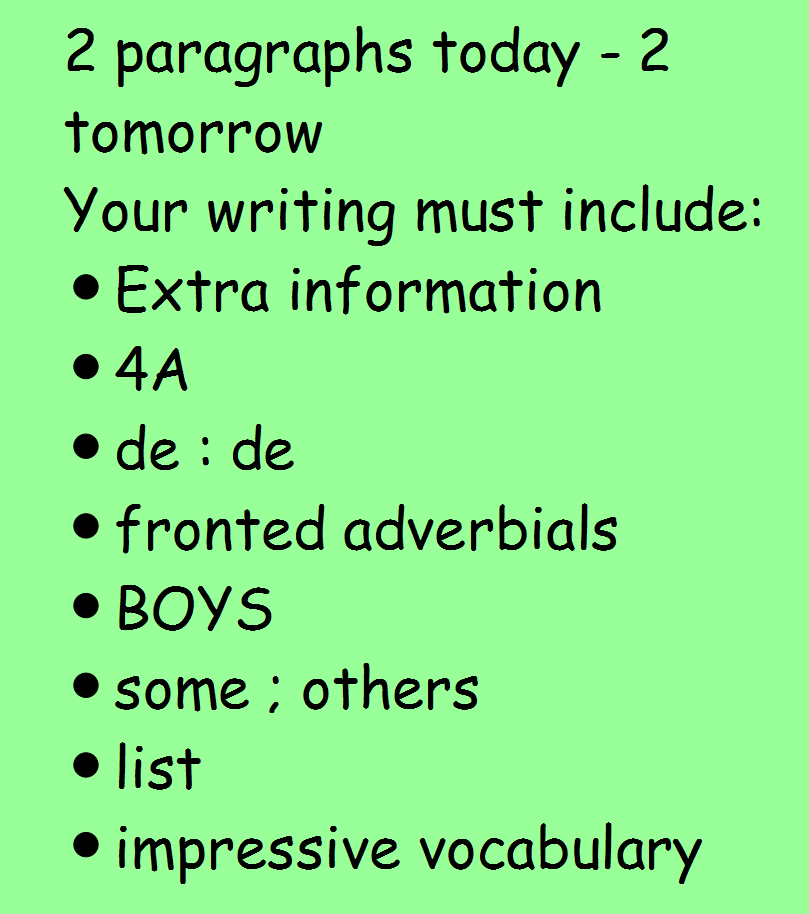 2 paragraphs today - 2
tomorrow
Your writing must include:
• Extra information
• 4A
• de : de
• fronted adverbials
• BOYS
• some ; others
• list
• impressive vocabulary